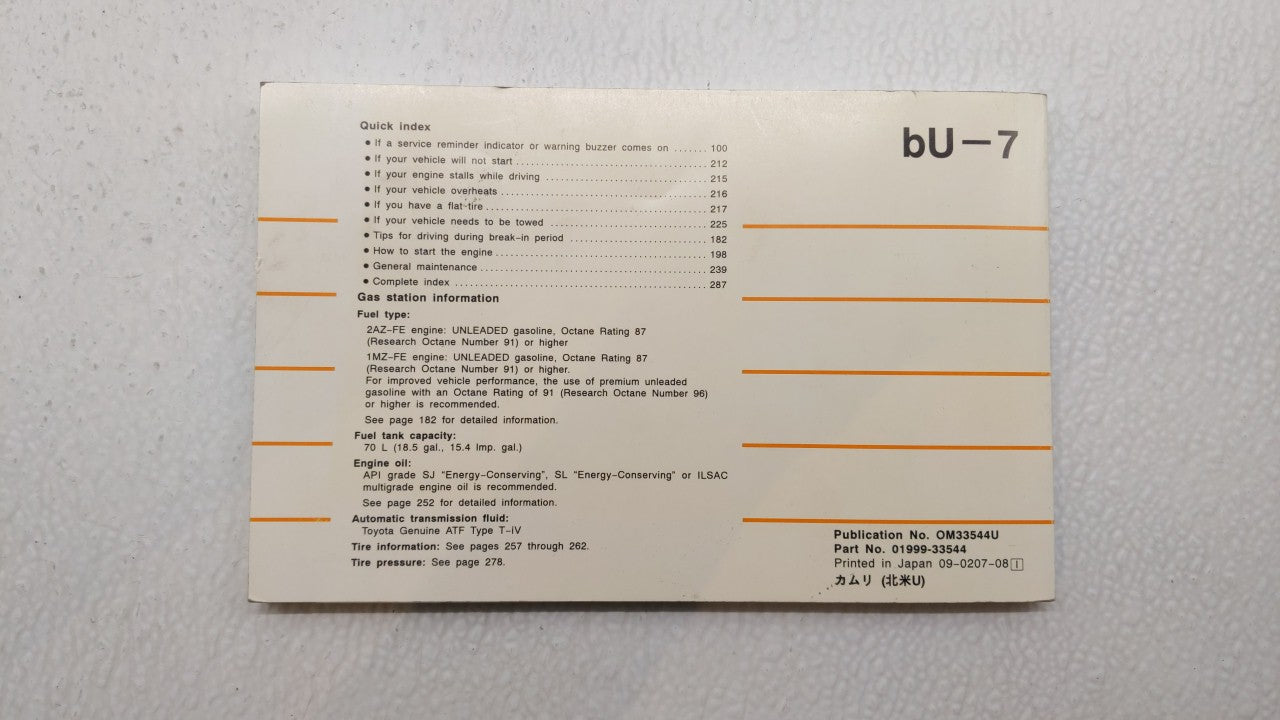 Quick index
● If a service reminder indicator or warning buzzer comes on ....... 100
● If your vehicle will not start ........................................ 212
● If your engine stalls while driving .................................. 215
● If your vehicle overheats ........................................... 216
● If you have a flat tire .............................................. 217
● If your vehicle needs to be towed ................................. 225
● Tips for driving during break-in period ............................. 182
● How to start the engine ............................................ 198
● General maintenance ............................................... 239
● Complete index .................................................... 287
Gas station information
Fuel type:
2AZ-FE engine: UNLEADED gasoline, Octane Rating 87
(Research Octane Number 91) or higher
1MZ-FE engine: UNLEADED gasoline, Octane Rating 87
(Research Octane Number 91) or higher.
For improved vehicle performance, the use of premium unleaded
gasoline with an Octane Rating of 91 (Research Octane Number 96)
or higher is recommended.
See page 182 for detailed information.
Fuel tank capacity:
70 L (18.5 gal., 15.4 Imp. gal.)
Engine oil:
API grade SJ "Energy-Conserving", SL "Energy-Conserving" or ILSAC
multigrade engine oil is recommended.
See page 252 for detailed information.
Automatic transmission fluid:
Toyota Genuine ATF Type T-IV
Tire information: See pages 257 through 262.
Tire pressure: See page 278.
bU-7
Publication No. OM33544U
Part No. 01999-33544
Printed in Japan 09-0207-08 I
カムリ (北米U)